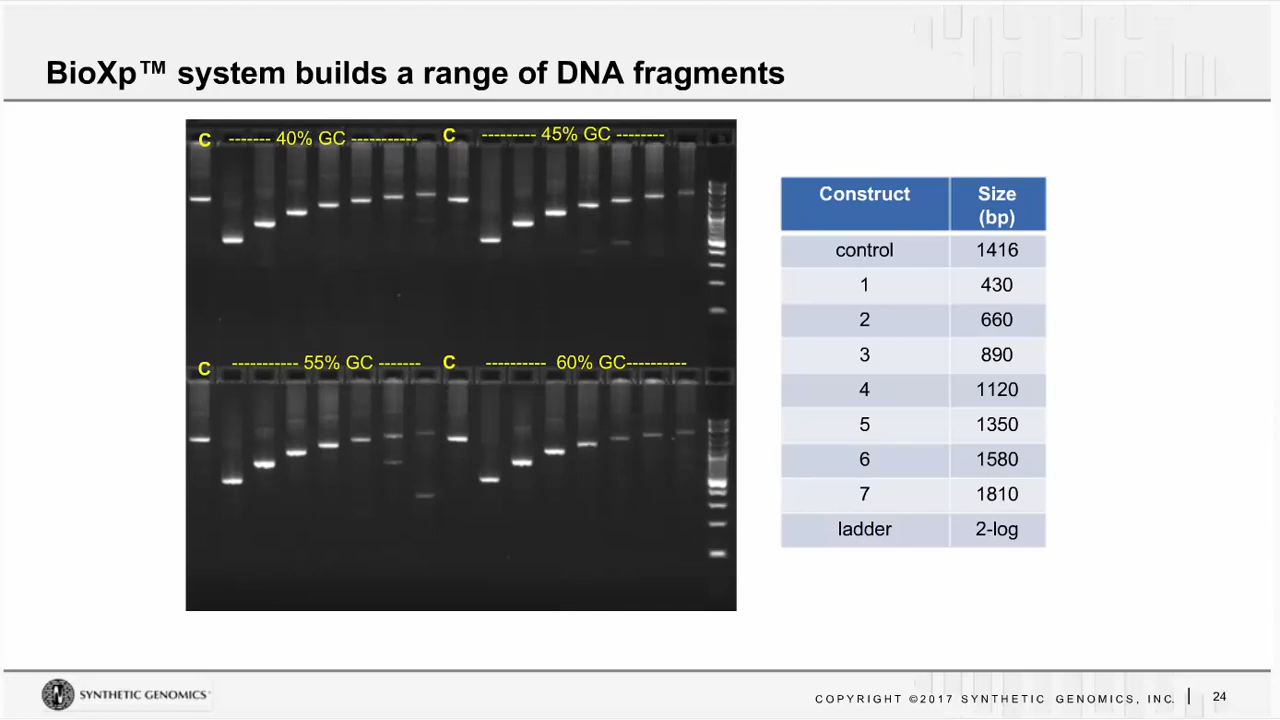 BioXp™ system builds a range of DNA fragments
C ------- 40% GC ----------- C --------- 45% GC --------
C ----------- 55% GC ------- C ---------- 60% GC----------
Construct Size (bp)
control 1416
1 430
2 660
3 890
4 1120
5 1350
6 1580
7 1810
ladder 2-log
SYNTHETIC GENOMICS
COPYRIGHT ©2017 SYNTHETIC GENOMICS, INC. | 24